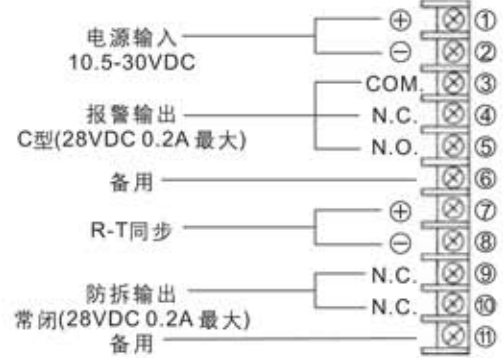 电源输入
10.5-30VDC
⊕ ①
⊖ ②
报警输出
C型(28VDC 0.2A 最大)
COM. ③
N.C. ④
N.O. ⑤
备用 ⑥
R-T同步
⊕ ⑦
⊖ ⑧
防拆输出
常闭(28VDC 0.2A 最大)
N.C. ⑨
N.C. ⑩
备用 ⑪